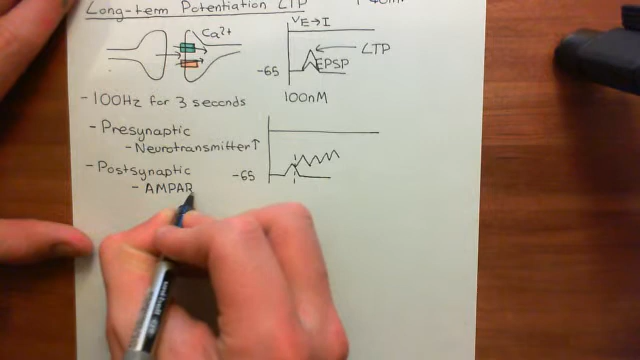 Long-term Potentiation LTP
Ca2+
VE→I
← LTP
EPSP
-65
- 100Hz for 3 seconds
100nM
- Presynaptic
- Neurotransmitter↑
- Postsynaptic
-65
- AMPAR